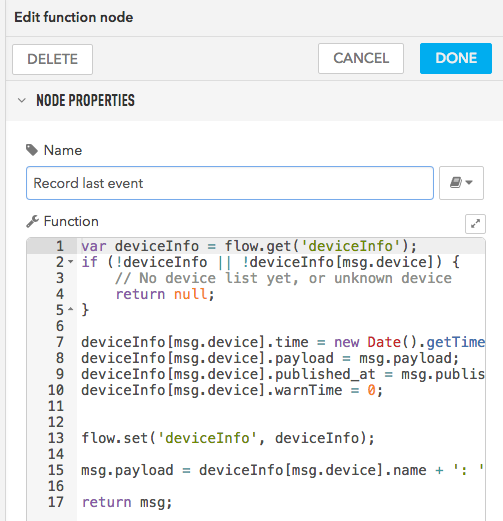 Edit function node
DELETE CANCEL DONE
NODE PROPERTIES
Name
Record last event
Function
1 var deviceInfo = flow.get('deviceInfo');
2 if (!deviceInfo || !deviceInfo[msg.device]) {
3 // No device list yet, or unknown device
4 return null;
5 }
6
7 deviceInfo[msg.device].time = new Date().getTime
8 deviceInfo[msg.device].payload = msg.payload;
9 deviceInfo[msg.device].published_at = msg.publis
10 deviceInfo[msg.device].warnTime = 0;
11
12
13 flow.set('deviceInfo', deviceInfo);
14
15 msg.payload = deviceInfo[msg.device].name + ': '
16
17 return msg;